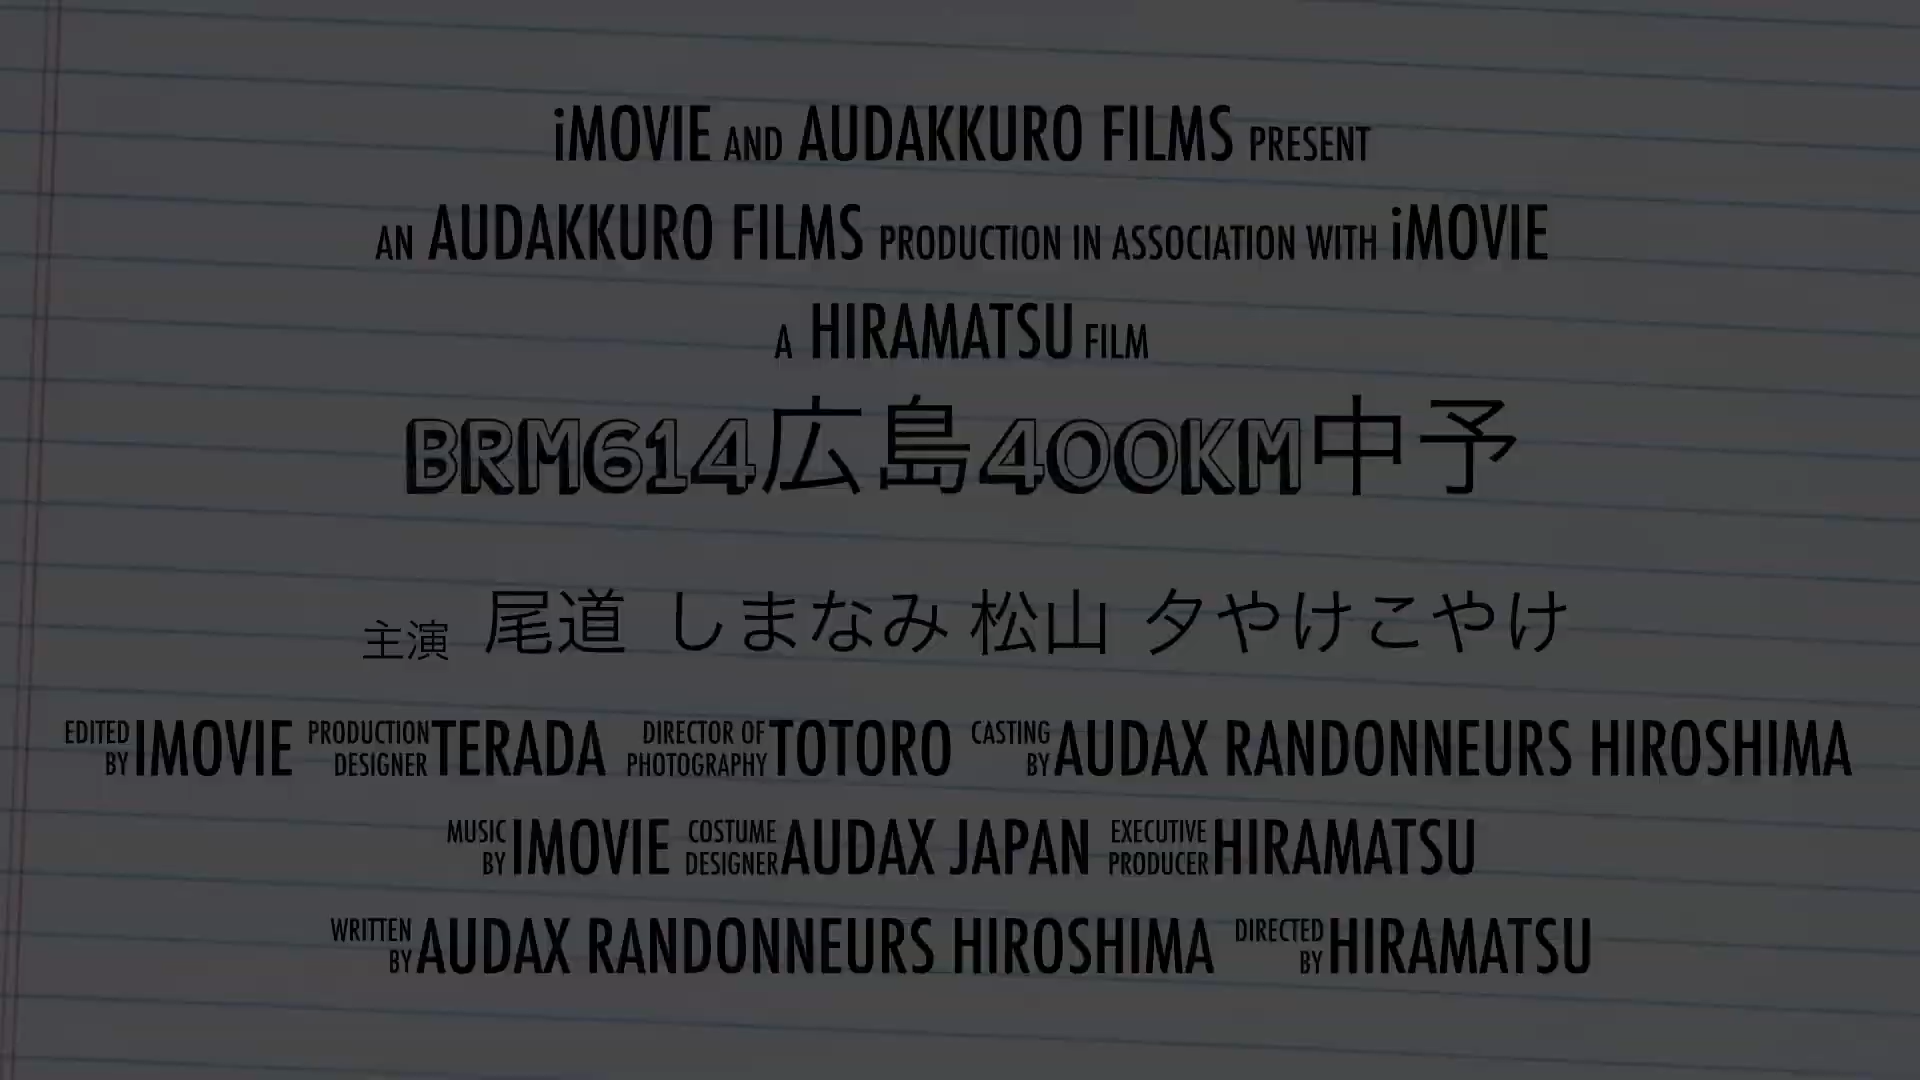 iMOVIE AND AUDAKKURO FILMS PRESENT
AN AUDAKKURO FILMS PRODUCTION IN ASSOCIATION WITH iMOVIE
A HIRAMATSU FILM
BRM614広島400KM中予
主演 尾道 しまなみ 松山 夕やけこやけ
EDITED BY IMOVIE PRODUCTION DESIGNER TERADA DIRECTOR OF PHOTOGRAPHY TOTORO CASTING BY AUDAX RANDONNEURS HIROSHIMA
MUSIC BY IMOVIE COSTUME DESIGNER AUDAX JAPAN EXECUTIVE PRODUCER HIRAMATSU
WRITTEN BY AUDAX RANDONNEURS HIROSHIMA DIRECTED BY HIRAMATSU